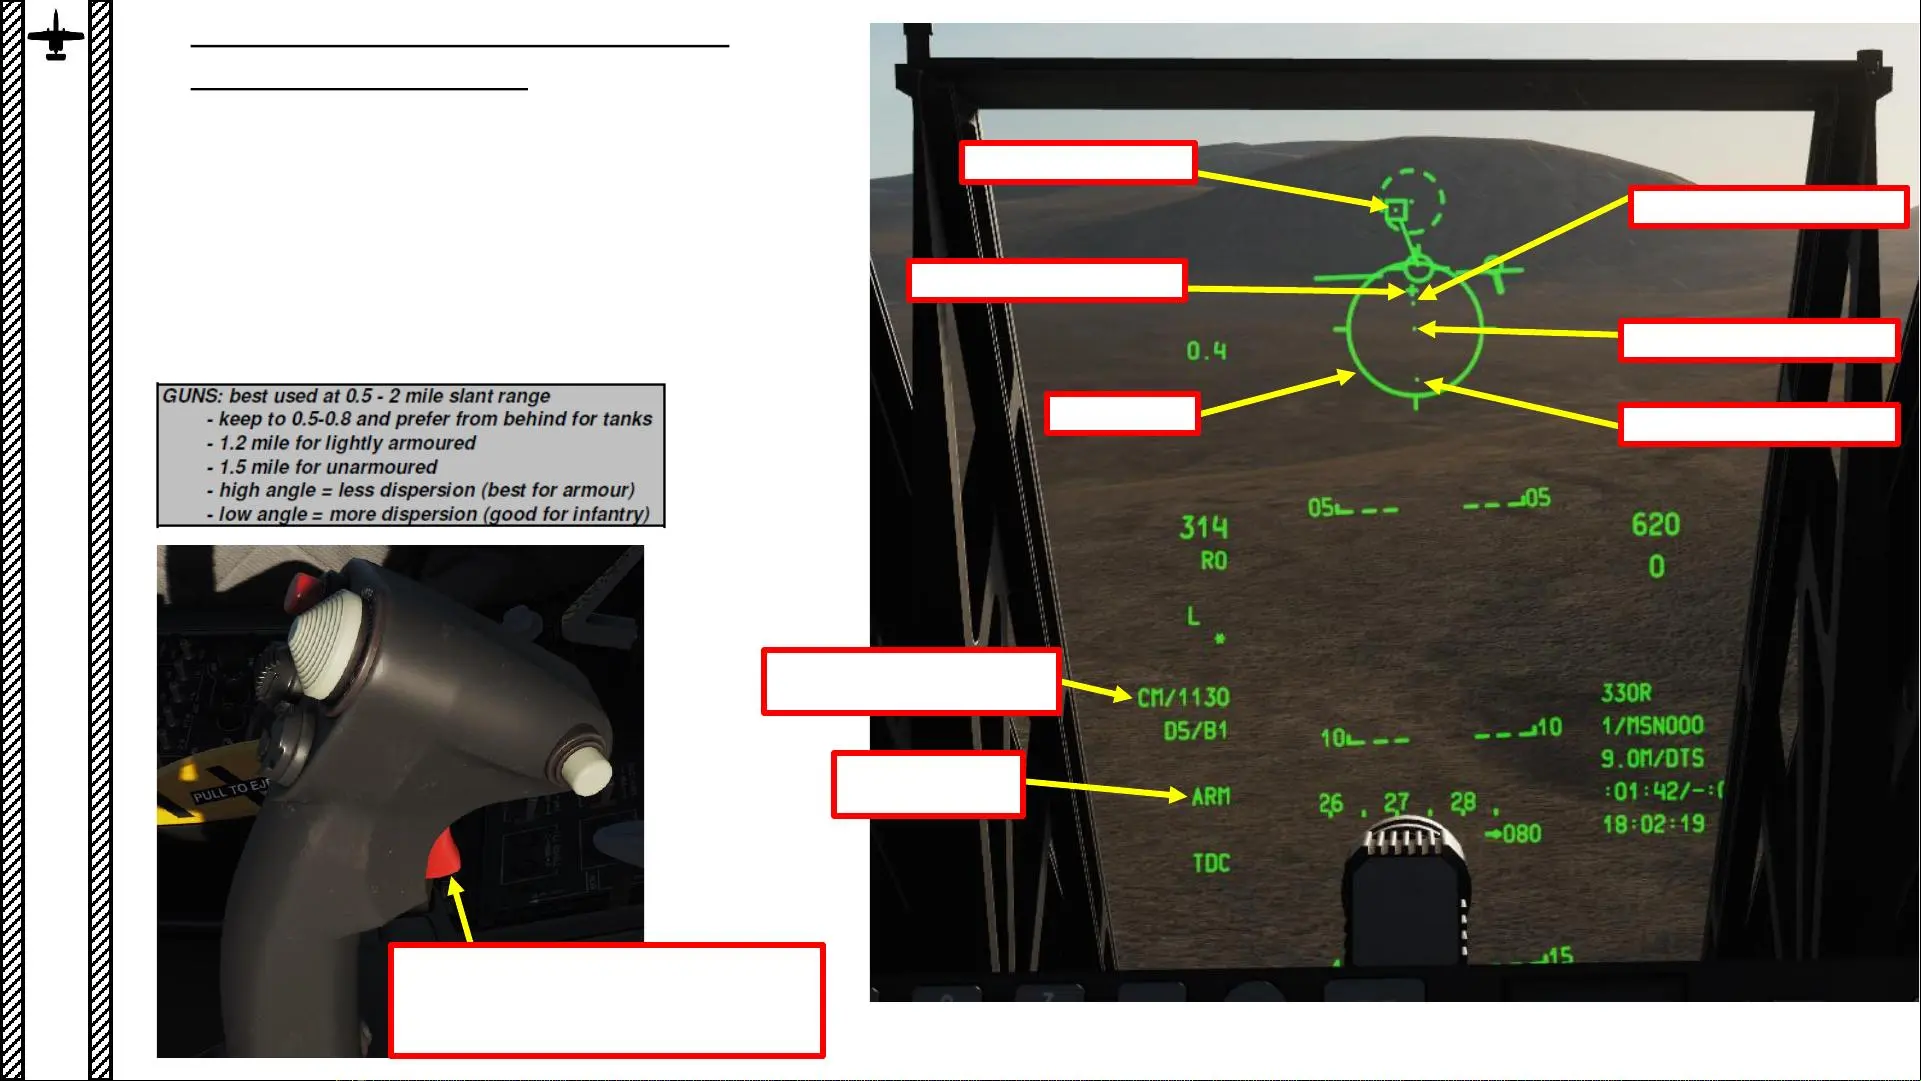 GUNS: best used at 0.5 - 2 mile slant range
- keep to 0.5-0.8 and prefer from behind for tanks
- 1.2 mile for lightly armoured
- 1.5 mile for unarmoured
- high angle = less dispersion (best for armour)
- low angle = more dispersion (good for infantry)
PULL TO EJE
0.4
05 05
314 620
RO 0
L
*
CM/1130 330R
D5/B1 10 10 1/MSN000
9.0M/DTS
ARM 26 . 27 . 28 . :01:42/-:0
080 18:02:19
TDC
15